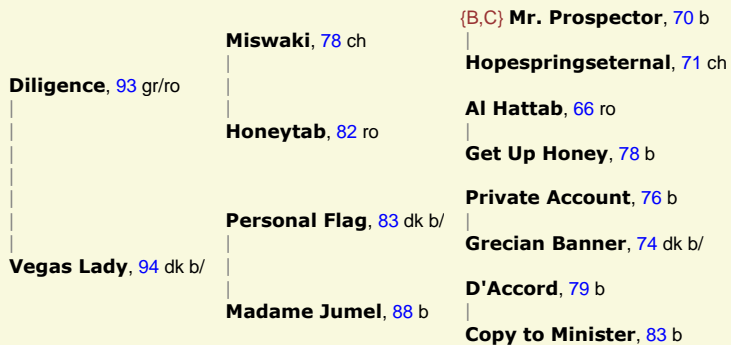 {B,C} Mr. Prospector, 70 b
Miswaki, 78 ch
Hopespringseternal, 71 ch
Diligence, 93 gr/ro
Al Hattab, 66 ro
Honeytab, 82 ro
Get Up Honey, 78 b
Private Account, 76 b
Personal Flag, 83 dk b/
Grecian Banner, 74 dk b/
Vegas Lady, 94 dk b/
D'Accord, 79 b
Madame Jumel, 88 b
Copy to Minister, 83 b